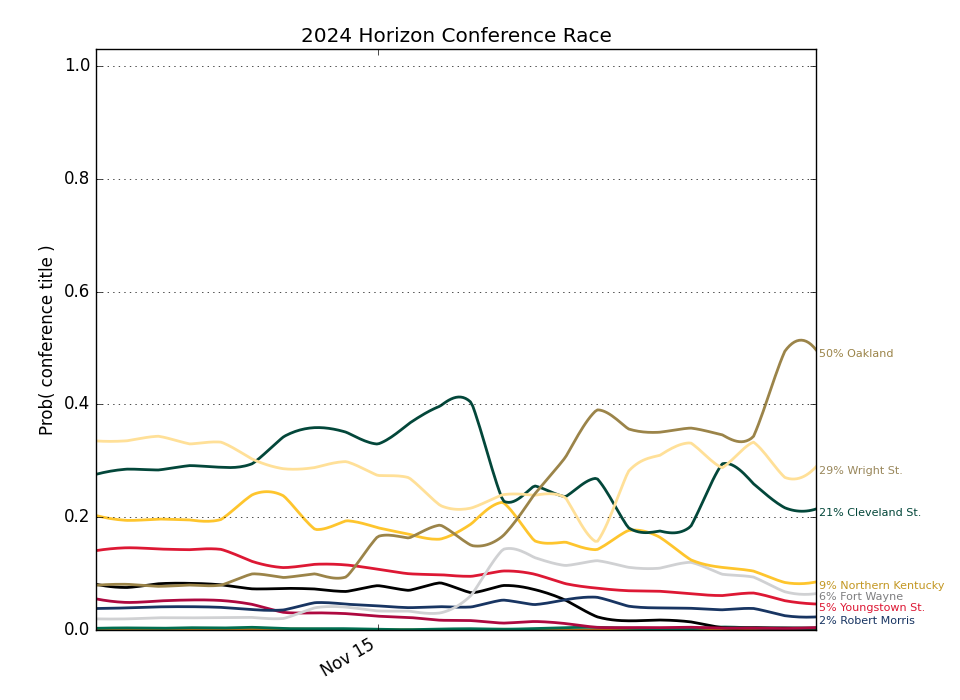 2024 Horizon Conference Race
Prob( conference title )
1.0
0.8
0.6
0.4
0.2
0.0
Nov 15
50% Oakland
29% Wright St.
21% Cleveland St.
9% Northern Kentucky
6% Fort Wayne
5% Youngstown St.
2% Robert Morris